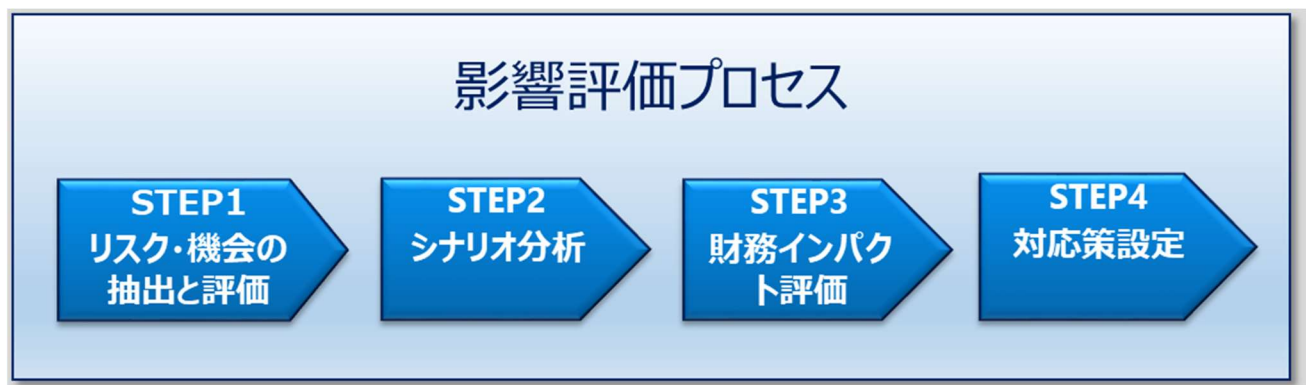 影響評価プロセス
STEP1
リスク・機会の
抽出と評価
STEP2
シナリオ分析
STEP3
財務インパク
ト評価
STEP4
対応策設定